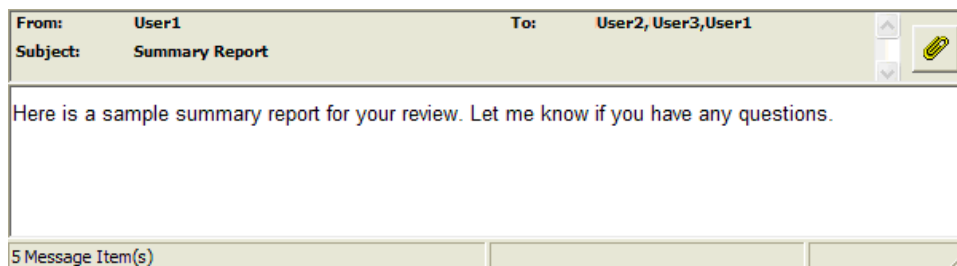 From: User1 To: User2, User3,User1
Subject: Summary Report
Here is a sample summary report for your review. Let me know if you have any questions.
5 Message Item(s)